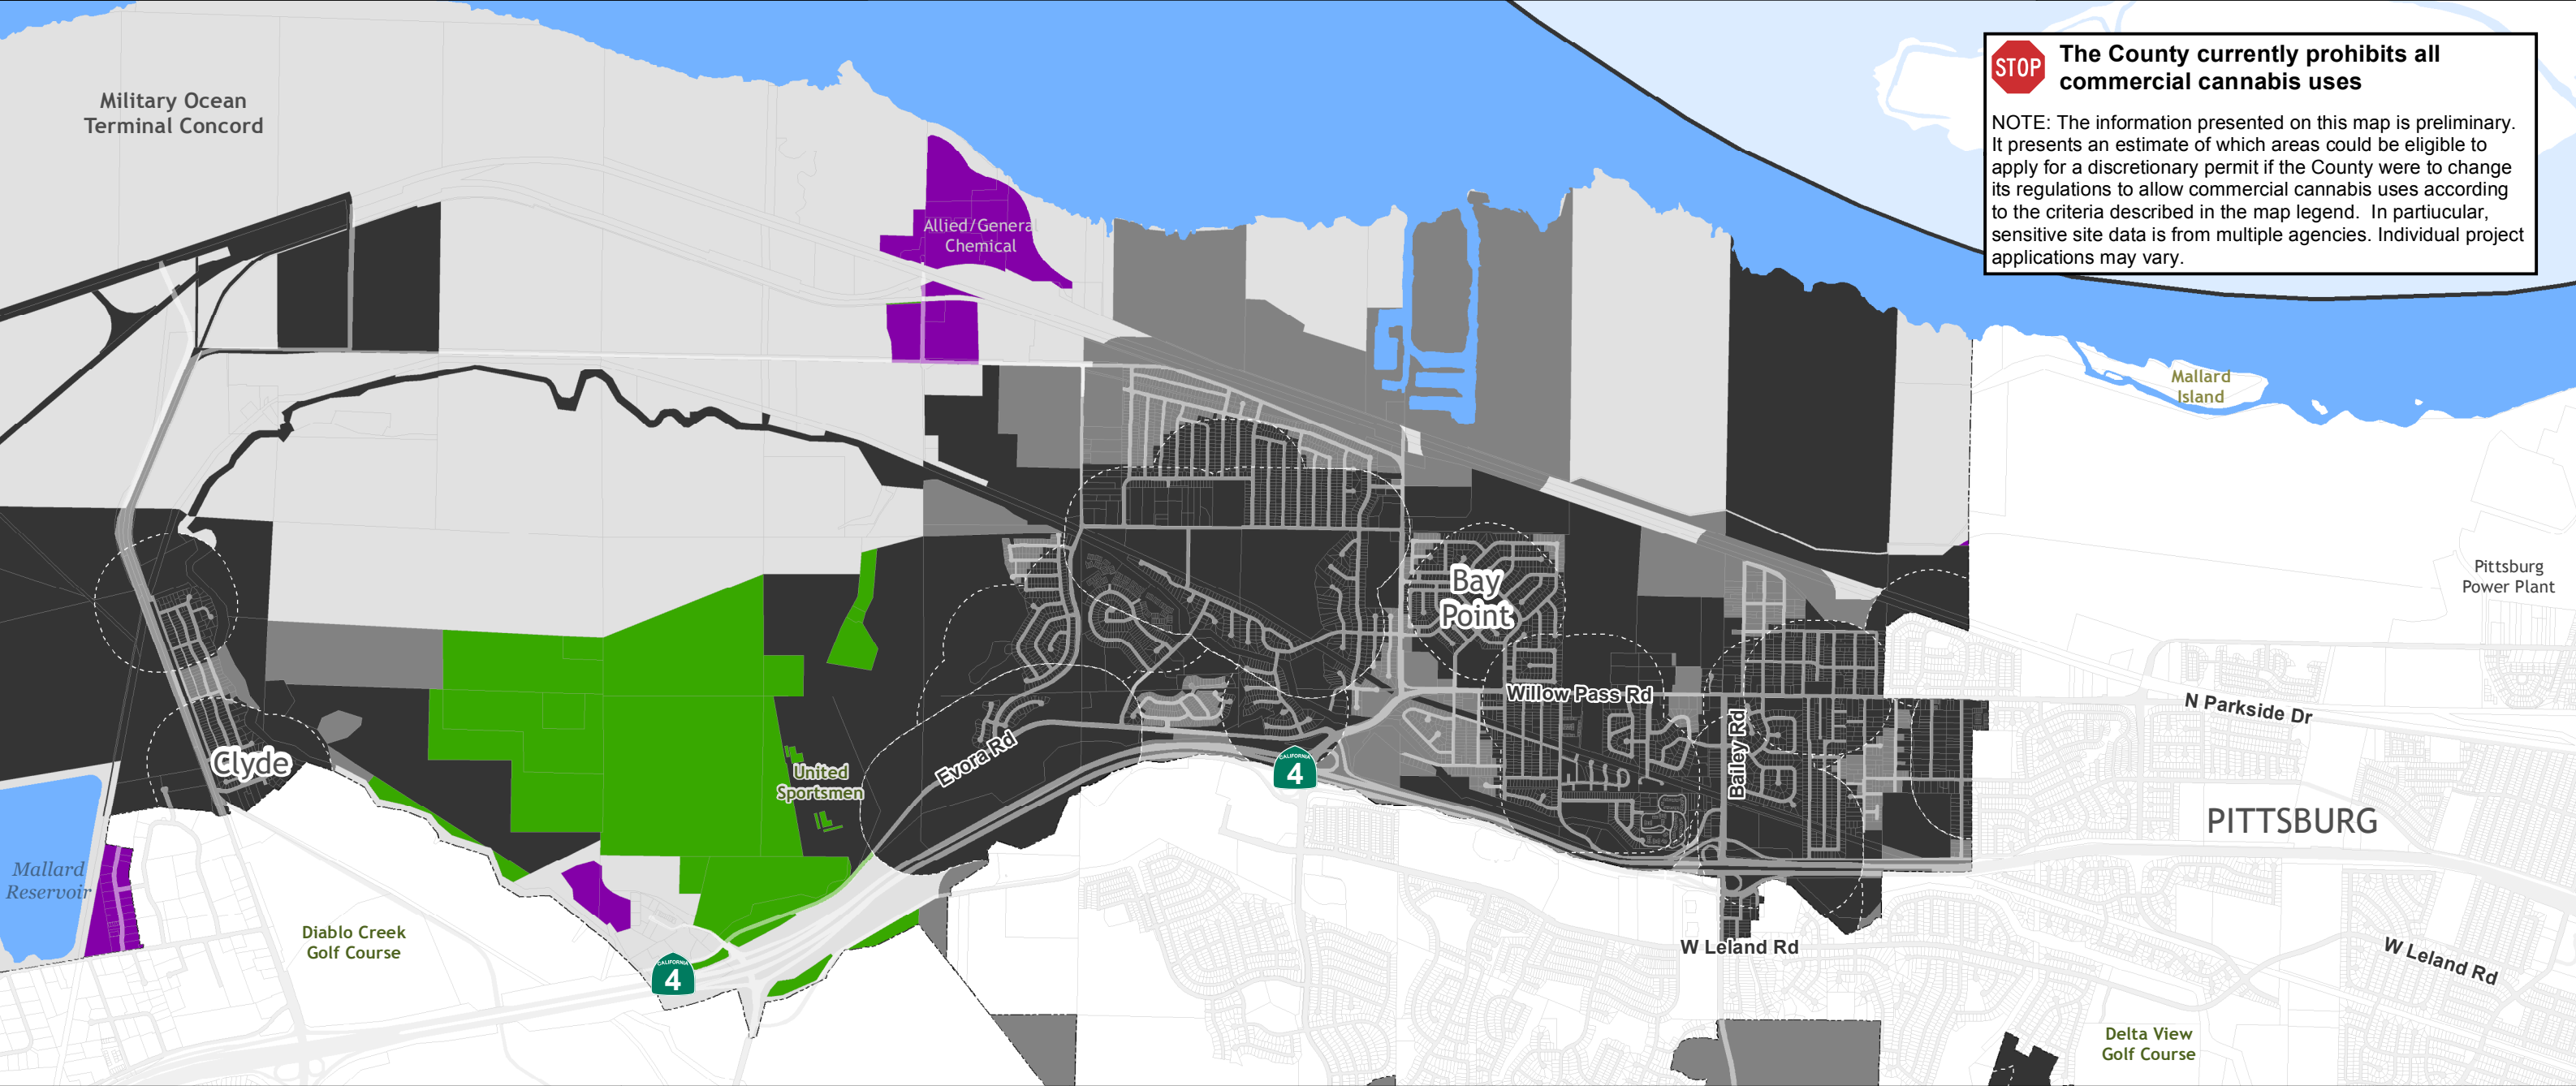 STOP
The County currently prohibits all
commercial cannabis uses
NOTE: The information presented on this map is preliminary.
It presents an estimate of which areas could be eligible to
apply for a discretionary permit if the County were to change
its regulations to allow commercial cannabis uses according
to the criteria described in the map legend.  In partiucular,
sensitive site data is from multiple agencies. Individual project
applications may vary.
Military Ocean
Terminal Concord
Allied/General
Chemical
Mallard
Island
Pittsburg
Power Plant
Bay
Point
Willow Pass Rd
N Parkside Dr
Bailey Rd
Evora Rd
Clyde
United
Sportsmen
CALIFORNIA
4
PITTSBURG
Mallard
Reservoir
Diablo Creek
Golf Course
CALIFORNIA
4
W Leland Rd
W Leland Rd
Delta View
Golf Course